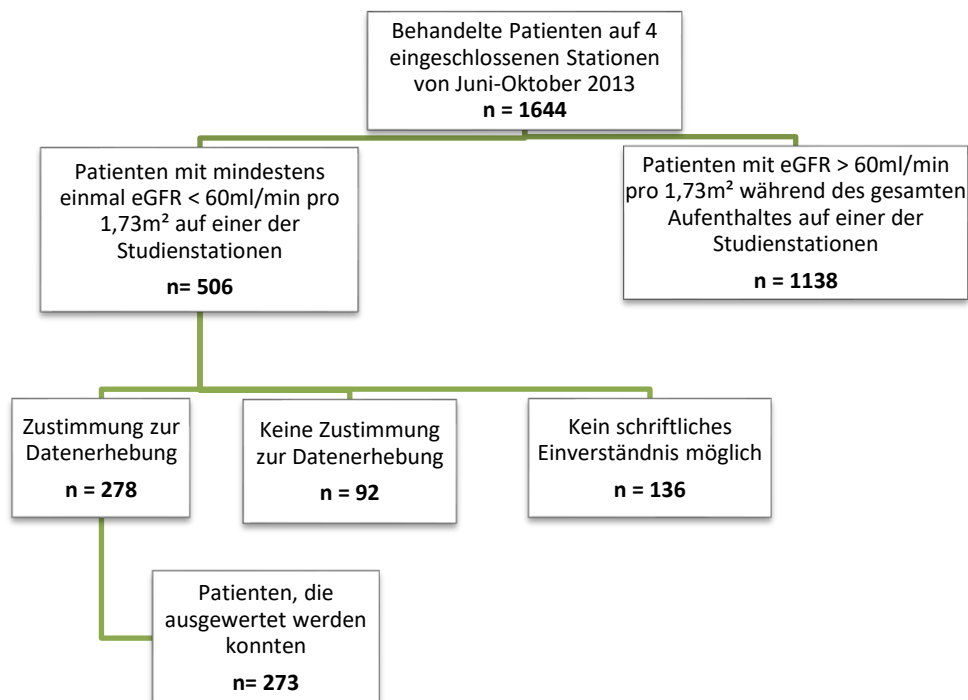 Behandelte Patienten auf 4
eingeschlossenen Stationen
von Juni-Oktober 2013
n = 1644
Patienten mit mindestens
einmal eGFR < 60ml/min pro
1,73m² auf einer der
Studienstationen
n= 506
Patienten mit eGFR > 60ml/min
pro 1,73m² während des gesamten
Aufenthaltes auf einer der
Studienstationen
n = 1138
Zustimmung zur
Datenerhebung
n = 278
Keine Zustimmung
zur Datenerhebung
n = 92
Kein schriftliches
Einverständnis möglich
n = 136
Patienten, die
ausgewertet werden
konnten
n= 273